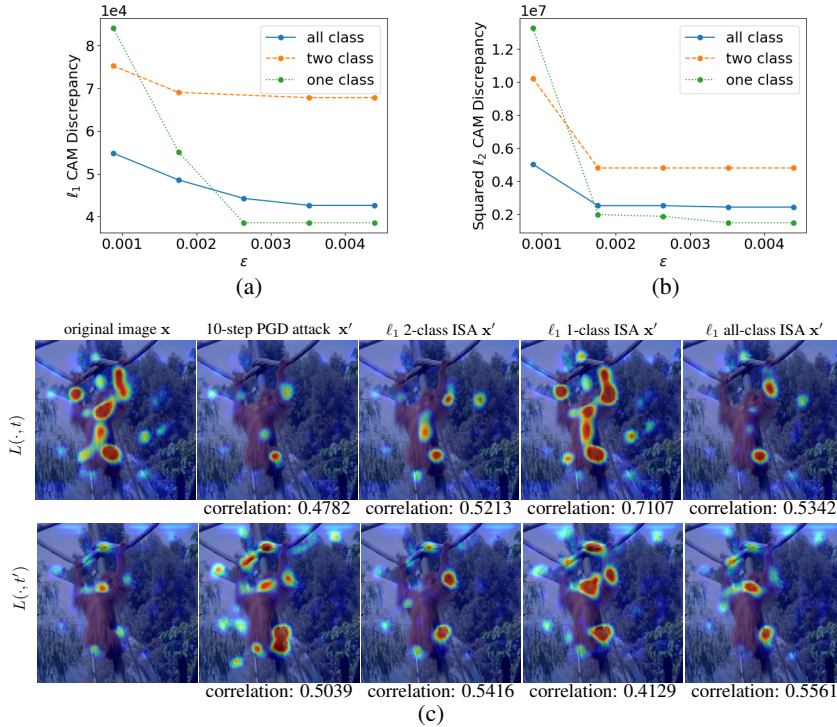 1e4
8
7
6
5
4
ℓ1 CAM Discrepancy
all class
two class
one class
0.001 0.002 0.003 0.004
ε
(a)
1e7
1.2
1.0
0.8
0.6
0.4
0.2
Squared ℓ2 CAM Discrepancy
all class
two class
one class
0.001 0.002 0.003 0.004
ε
(b)
original image x 10-step PGD attack x′ ℓ1 2-class ISA x′ ℓ1 1-class ISA x′ ℓ1 all-class ISA x′
L(·, t)
correlation: 0.4782 correlation: 0.5213 correlation: 0.7107 correlation: 0.5342
L(·, t′)
correlation: 0.5039 correlation: 0.5416 correlation: 0.4129 correlation: 0.5561
(c)